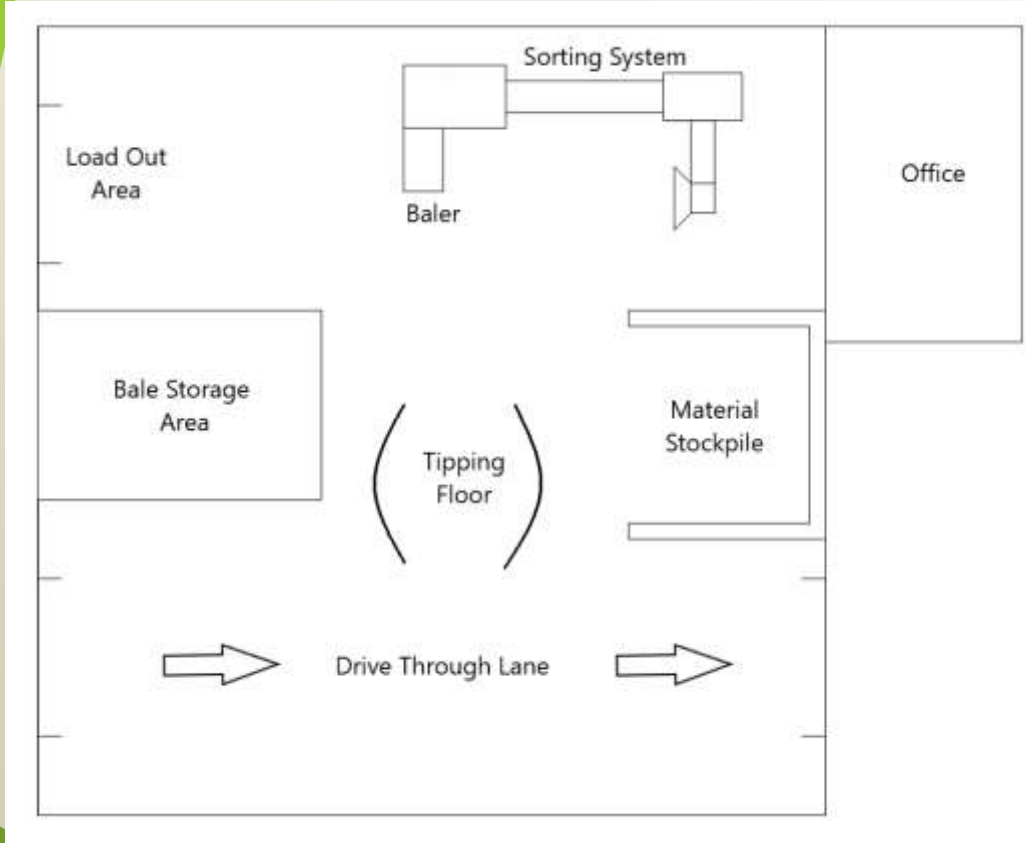 Sorting System
Load Out
Area
Office
Baler
Bale Storage
Area
Material
Stockpile
Tipping
Floor
Drive Through Lane